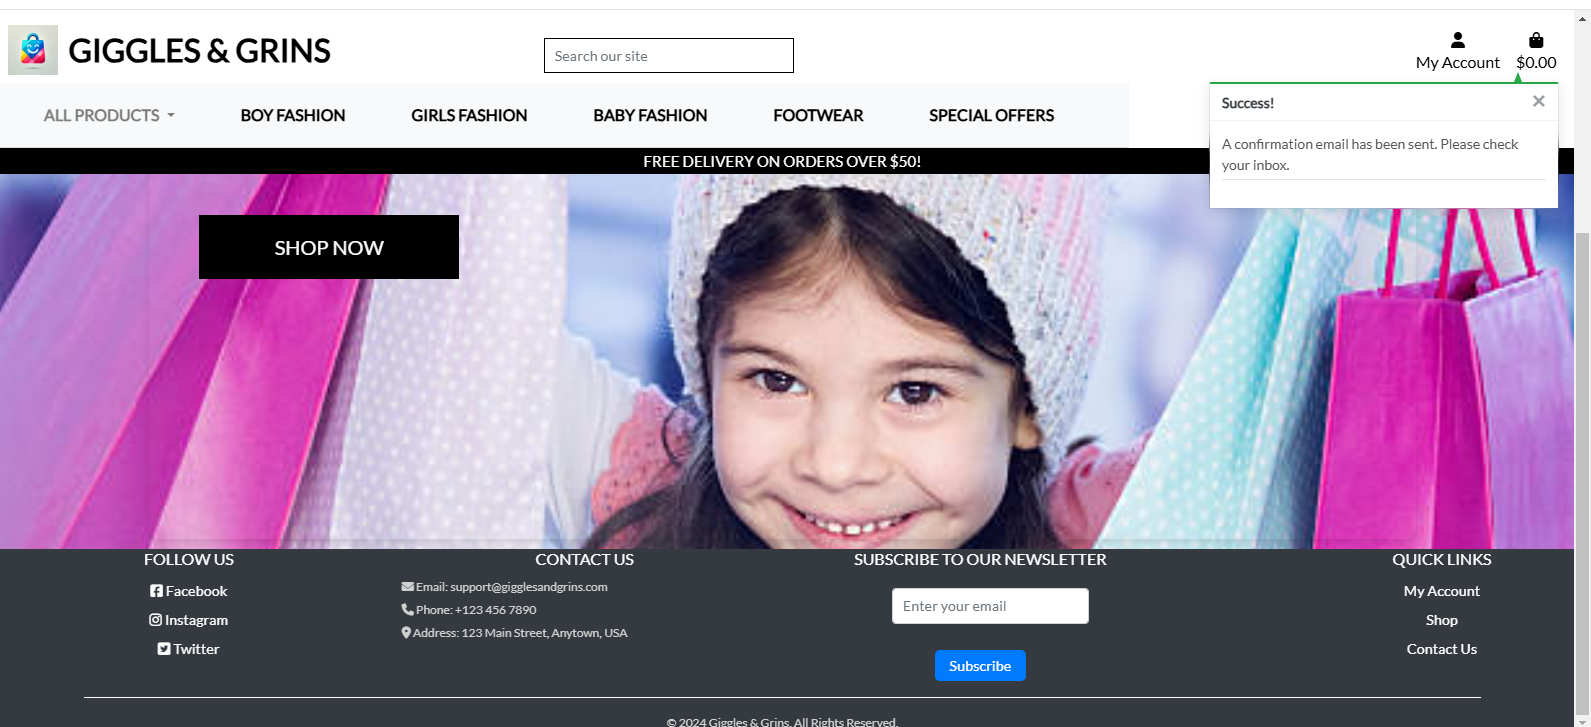 GIGGLES & GRINS
Search our site
My Account
$0.00
ALL PRODUCTS
BOY FASHION
GIRLS FASHION
BABY FASHION
FOOTWEAR
SPECIAL OFFERS
Success!
A confirmation email has been sent. Please check
your inbox.
FREE DELIVERY ON ORDERS OVER $50!
SHOP NOW
FOLLOW US
Facebook
Instagram
Twitter
CONTACT US
Email: support@gigglesandgrins.com
Phone: +123 456 7890
Address: 123 Main Street, Anytown, USA
SUBSCRIBE TO OUR NEWSLETTER
Enter your email
Subscribe
QUICK LINKS
My Account
Shop
Contact Us
© 2024 Giggles & Grins. All Rights Reserved.